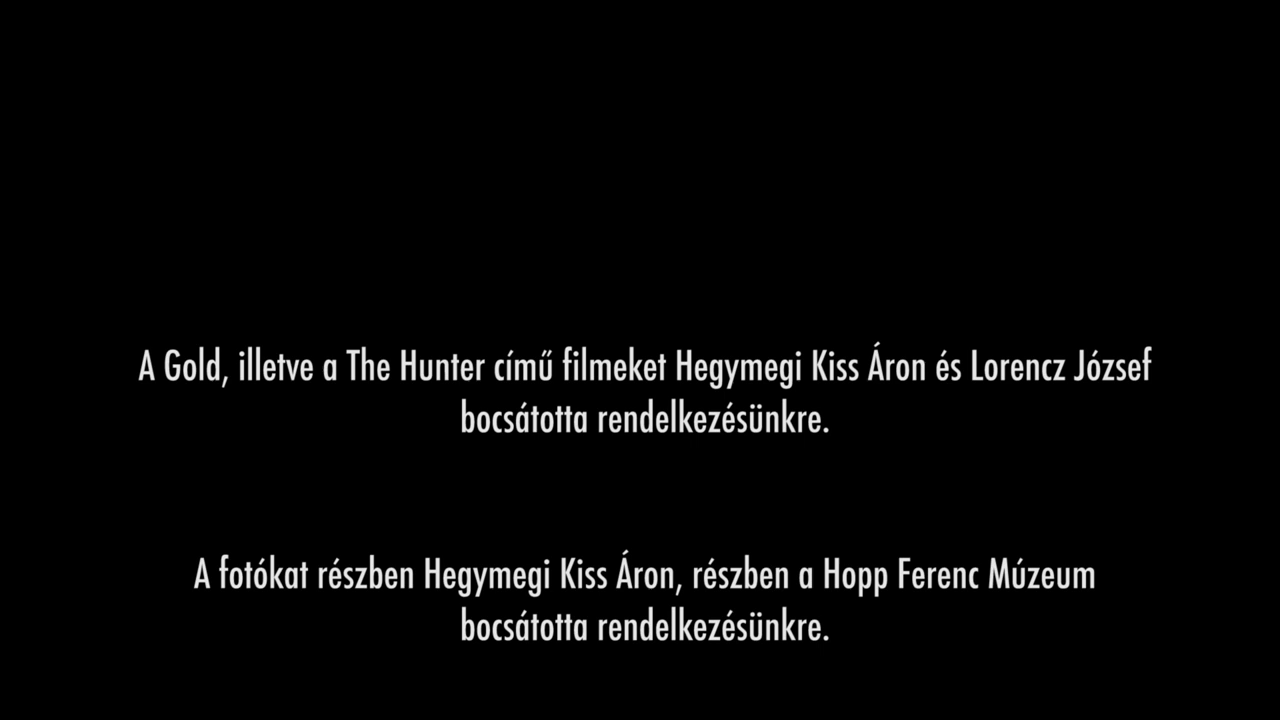 A Gold, illetve a The Hunter című filmeket Hegymegi Kiss Áron és Lorencz József
bocsátotta rendelkezésünkre.
A fotókat részben Hegymegi Kiss Áron, részben a Hopp Ferenc Múzeum
bocsátotta rendelkezésünkre.